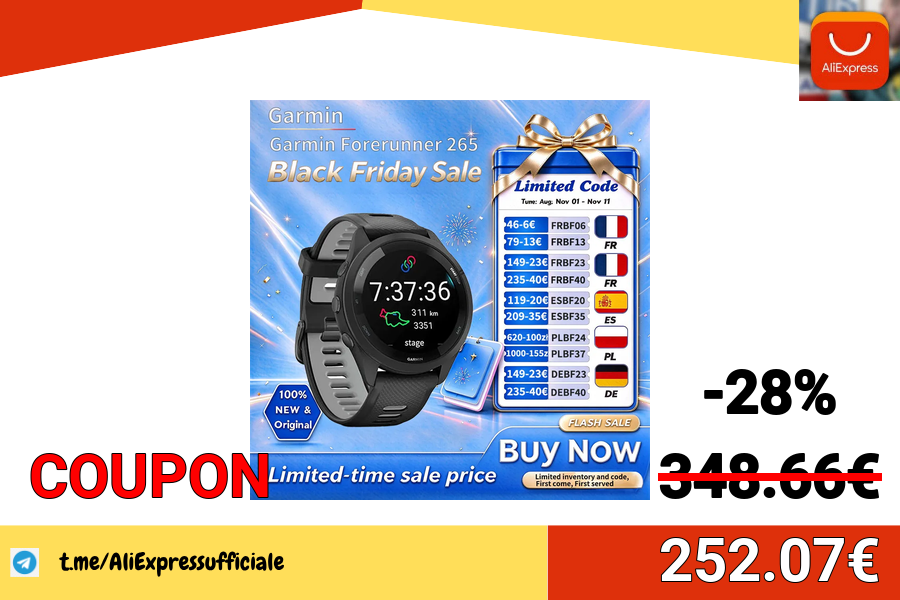 AliExpress
Garmin
Garmin Forerunner 265
Black Friday Sale
Limited Code
Tume: Aug, Nov 01 - Nov 11
46-6€ FRBF06
79-13€ FRBF13
FR
149-23€ FRBF23
235-40€ FRBF40
FR
119-20€ ESBF20
209-35€ ESBF35
ES
620-100zł PLBF24
1000-155z PLBF37
PL
149-23€ DEBF23
235-40€ DEBF40
DE
7:37:36
311 km
3351
stage
GARMIN
100%
NEW &
Original
FLASH SALE
BUY NOW
Limited-time sale price
Limited inventory and code,
First come, First served
-28%
COUPON
348.66€
t.me/AliExpressufficiale
252.07€